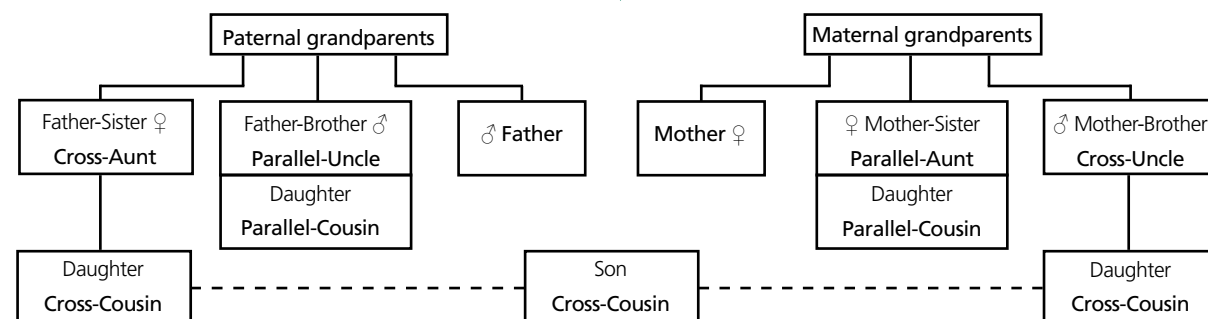 Paternal grandparents
Maternal grandparents
Father-Sister ♀
Cross-Aunt
Father-Brother ♂
Parallel-Uncle
♂ Father
Mother ♀
♀ Mother-Sister
Parallel-Aunt
♂ Mother-Brother
Cross-Uncle
Daughter
Parallel-Cousin
Daughter
Parallel-Cousin
Daughter
Cross-Cousin
Son
Cross-Cousin
Daughter
Cross-Cousin